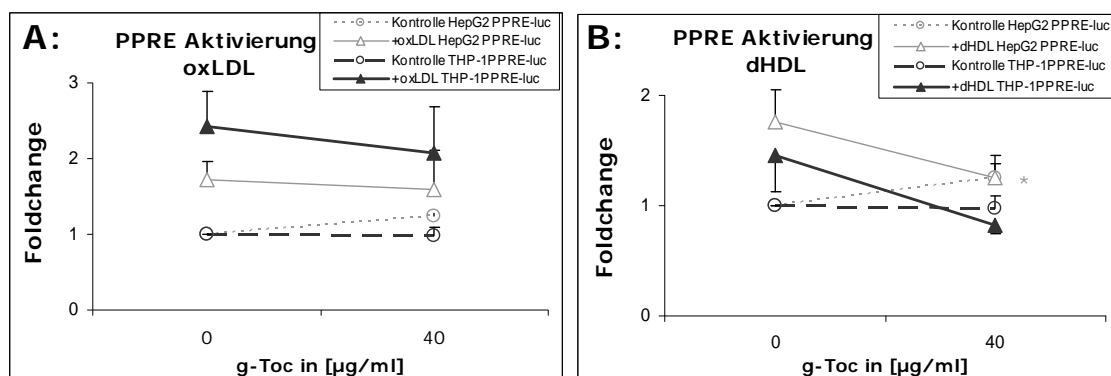 A:
PPRE Aktivierung
oxLDL
Kontrolle HepG2 PPRE-luc
+oxLDL HepG2 PPRE-luc
Kontrolle THP-1PPRE-luc
+oxLDL THP-1PPRE-luc
Foldchange
3
2
1
0
0
40
g-Toc in [µg/ml]
B:
PPRE Aktivierung
dHDL
Kontrolle HepG2 PPRE-luc
+dHDL HepG2 PPRE-luc
Kontrolle THP-1PPRE-luc
+dHDL THP-1PPRE-luc
Foldchange
2
1
0
*
0
40
g-Toc in [µg/ml]